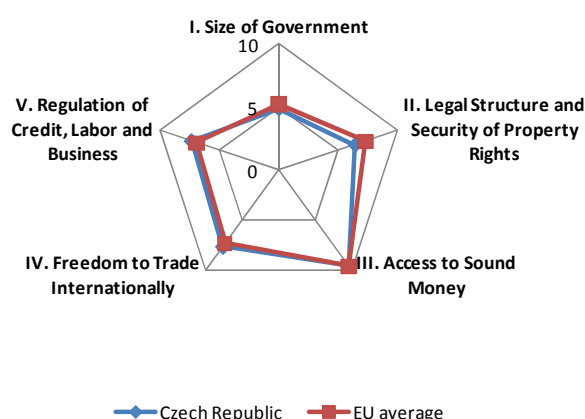 I. Size of Government
10
V. Regulation of
Credit, Labor and
Business
5
II. Legal Structure and
Security of Property
Rights
0
IV. Freedom to Trade
Internationally
III. Access to Sound
Money
Czech Republic
EU average